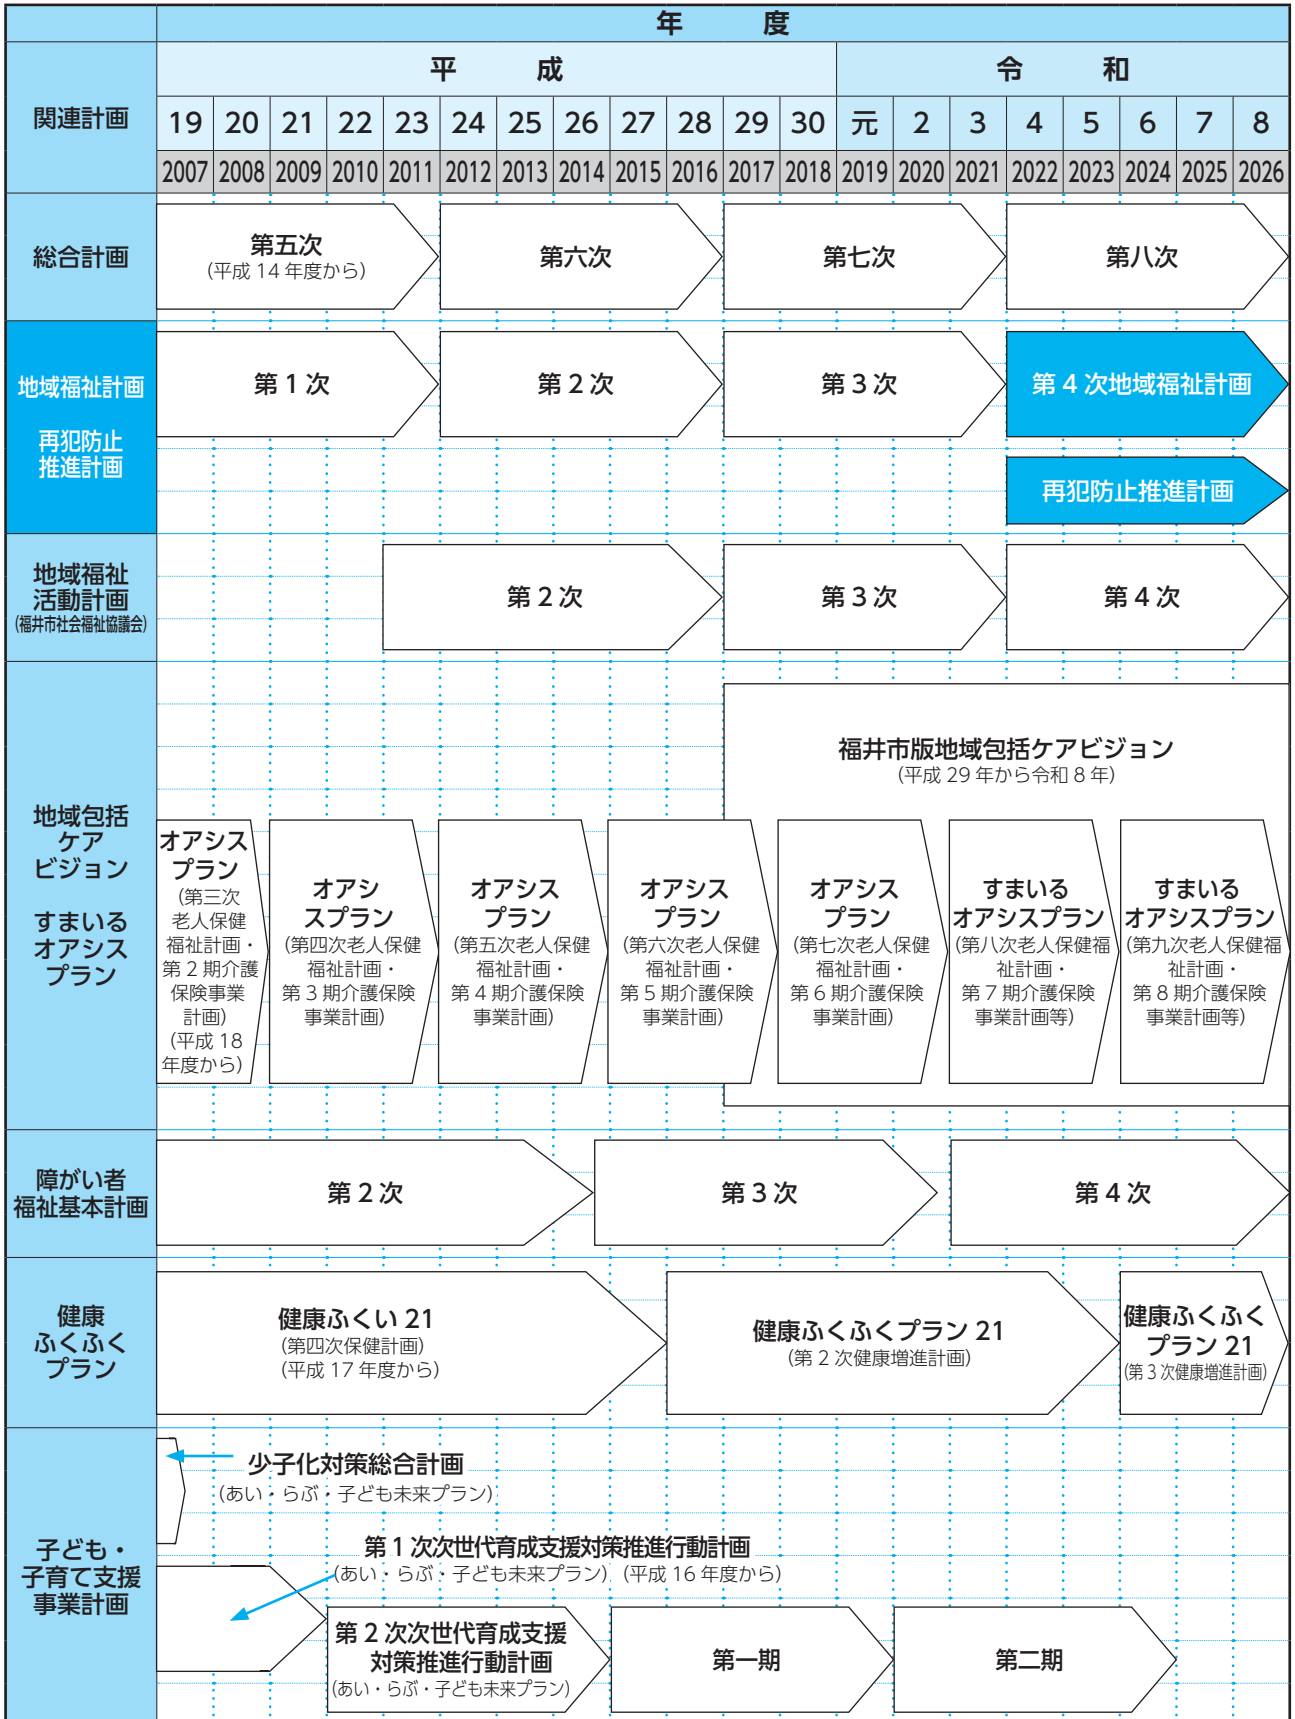 年 度
関連計画
平 成
令 和
19 20 21 22 23 24 25 26 27 28 29 30 元 2 3 4 5 6 7 8
2007 2008 2009 2010 2011 2012 2013 2014 2015 2016 2017 2018 2019 2020 2021 2022 2023 2024 2025 2026
総合計画
第五次
(平成 14 年度から)
第六次
第七次
第八次
地域福祉計画
再犯防止
推進計画
第 1 次
第 2 次
第 3 次
第 4 次地域福祉計画
再犯防止推進計画
地域福祉
活動計画
(福井市社会福祉協議会)
第 2 次
第 3 次
第 4 次
地域包括
ケア
ビジョン
すまいる
オアシス
プラン
福井市版地域包括ケアビジョン
(平成 29 年から令和 8 年)
オアシス
プラン
(第三次
老人保健
福祉計画・
第 2 期介護
保険事業
計画)
(平成 18
年度から)
オアシ
スプラン
(第四次老人保健
福祉計画・
第 3 期介護保険
事業計画)
オアシス
プラン
(第五次老人保健
福祉計画・
第 4 期介護保険
事業計画)
オアシス
プラン
(第六次老人保健
福祉計画・
第 5 期介護保険
事業計画)
オアシス
プラン
(第七次老人保健
福祉計画・
第 6 期介護保険
事業計画)
すまいる
オアシスプラン
(第八次老人保健福
祉計画・
第 7 期介護保険
事業計画等)
すまいる
オアシスプラン
(第九次老人保健福
祉計画・
第 8 期介護保険
事業計画等)
障がい者
福祉基本計画
第 2 次
第 3 次
第 4 次
健康
ふくふく
プラン
健康ふくい 21
(第四次保健計画)
(平成 17 年度から)
健康ふくふくプラン 21
(第 2 次健康増進計画)
健康ふくふく
プラン 21
(第 3 次健康増進計画)
子ども・
子育て支援
事業計画
少子化対策総合計画
(あい・らぶ・子ども未来プラン)
第 1 次次世代育成支援対策推進行動計画
(あい・らぶ・子ども未来プラン) (平成 16 年度から)
第 2 次次世代育成支援
対策推進行動計画
(あい・らぶ・子ども未来プラン)
第一期
第二期